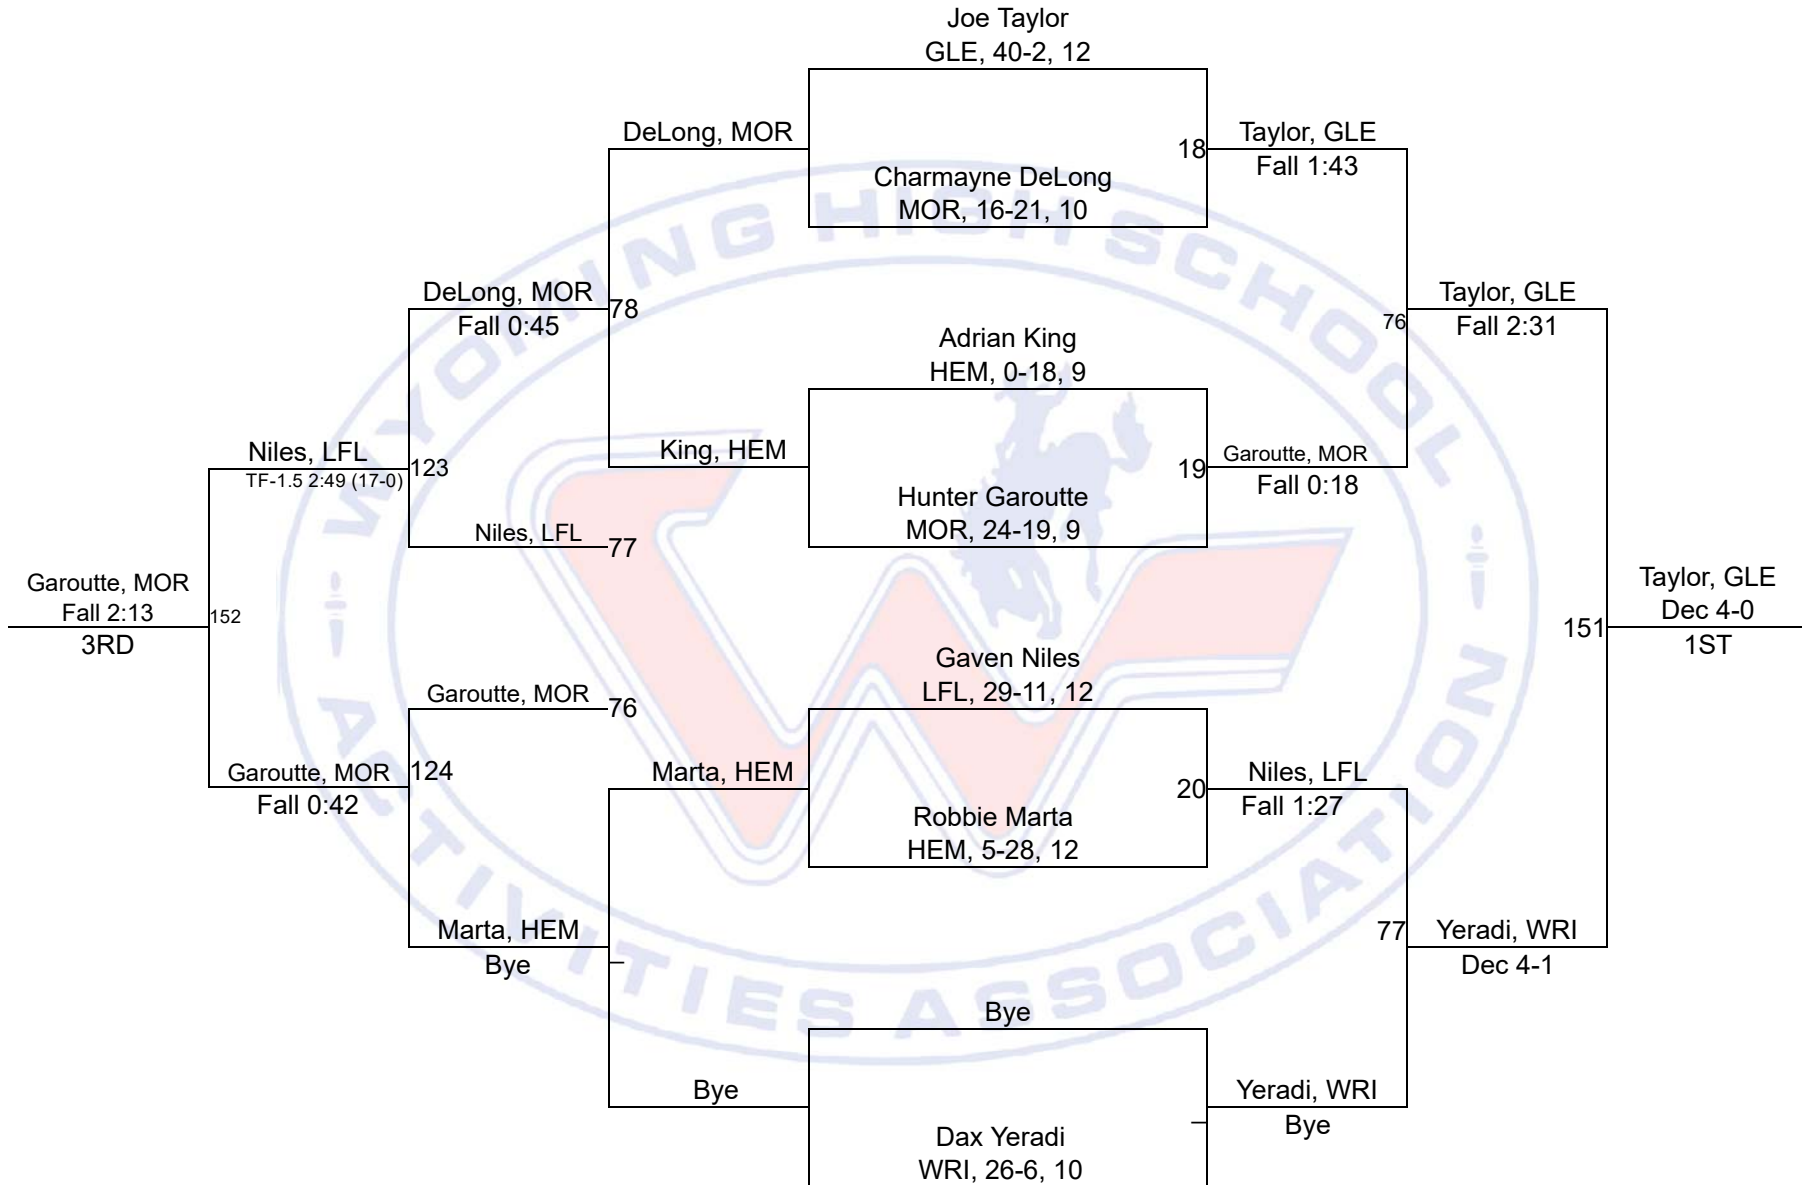 Joe Taylor
GLE, 40-2, 12
DeLong, MOR
18
Taylor, GLE
Fall 1:43
Charmayne DeLong
MOR, 16-21, 10
DeLong, MOR
Fall 0:45
78
Adrian King
HEM, 0-18, 9
76
Taylor, GLE
Fall 2:31
Niles, LFL
TF-1.5 2:49 (17-0)
123
King, HEM
19
Garoutte, MOR
Fall 0:18
Hunter Garoutte
MOR, 24-19, 9
Niles, LFL
77
Garoutte, MOR
Fall 2:13
3RD
152
151
Taylor, GLE
Dec 4-0
1ST
Gaven Niles
LFL, 29-11, 12
Garoutte, MOR
76
Garoutte, MOR
Fall 0:42
124
Marta, HEM
20
Niles, LFL
Fall 1:27
Robbie Marta
HEM, 5-28, 12
Marta, HEM
Bye
77
Yeradi, WRI
Dec 4-1
Bye
Bye
Yeradi, WRI
Bye
Dax Yeradi
WRI, 26-6, 10
WYOMING HIGH SCHOOL
ACTIVITIES ASSOCIATION